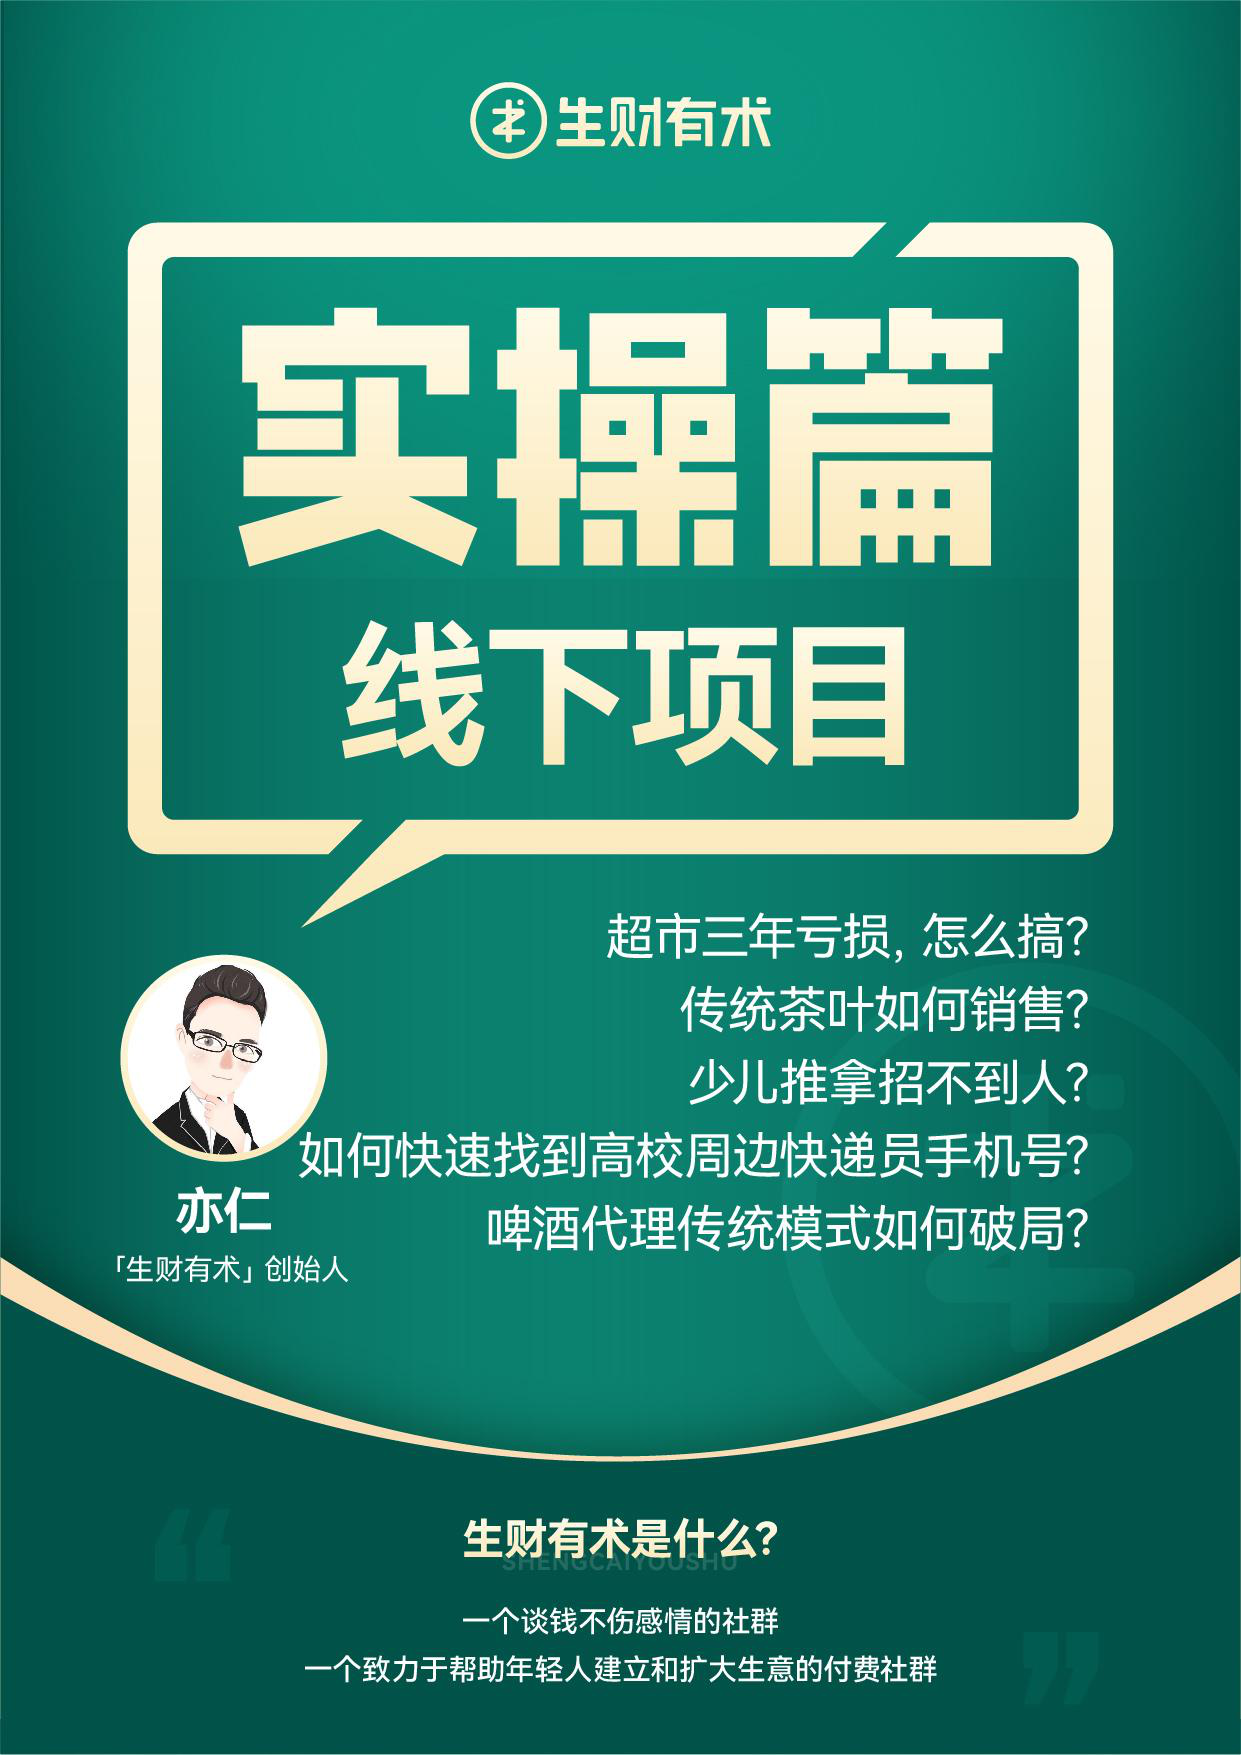 生财有术
实操篇
线下项目
超市三年亏损，怎么搞？
传统茶叶如何销售？
少儿推拿招不到人？
如何快速找到高校周边快递员手机号？
啤酒代理传统模式如何破局？
亦仁
「生财有术」创始人
生财有术是什么？
SHENGCAIYOUSHU
一个谈钱不伤感情的社群
一个致力于帮助年轻人建立和扩大生意的付费社群